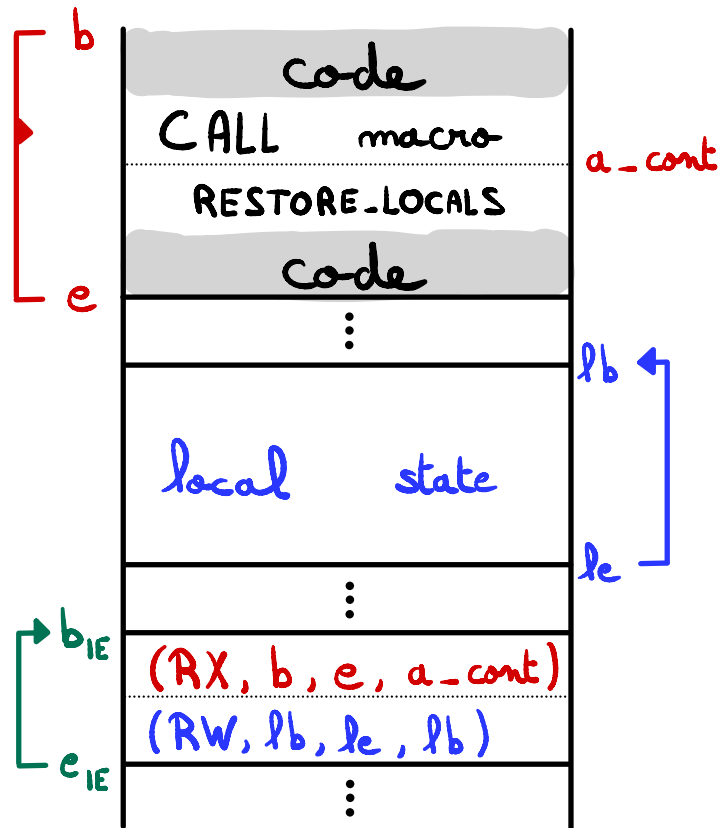 b
code
CALL macro
a_cont
RESTORE_LOCALS
code
e
lb
local state
le
b_IE
(RX, b, e, a_cont)
(RW, lb, le, lb)
e_IE